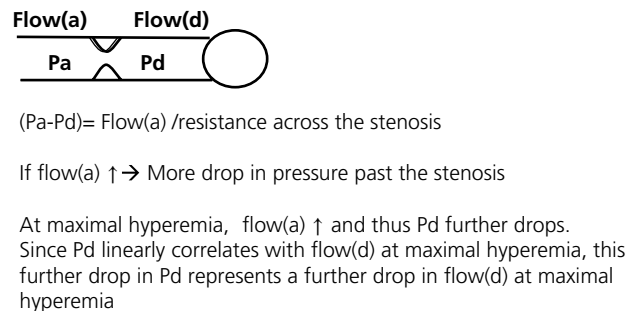 Flow(a) Flow(d)
Pa Pd
(Pa-Pd)= Flow(a) /resistance across the stenosis
If flow(a) ↑→ More drop in pressure past the stenosis
At maximal hyperemia, flow(a) ↑ and thus Pd further drops.
Since Pd linearly correlates with flow(d) at maximal hyperemia, this
further drop in Pd represents a further drop in flow(d) at maximal
hyperemia